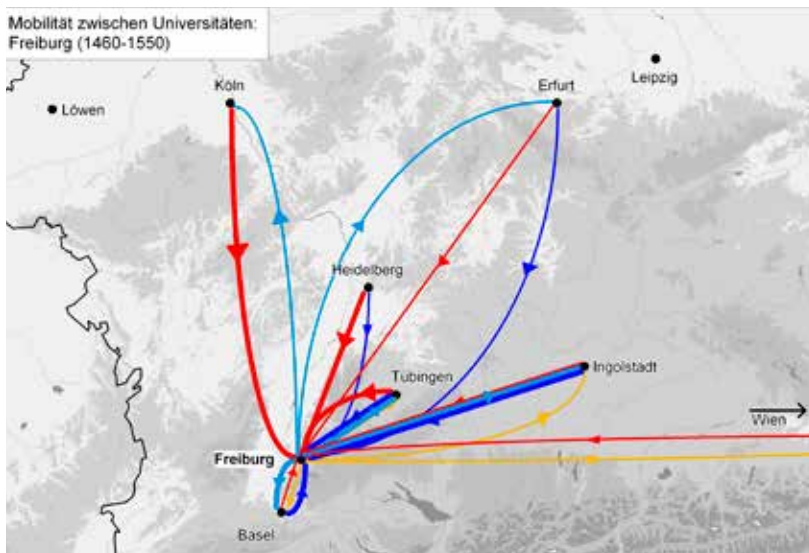 Mobilität zwischen Universitäten:
Freiburg (1460-1550)
Köln
Erfurt
Leipzig
Löwen
Heidelberg
Tübingen
Ingolstadt
Wien
Freiburg
Basel